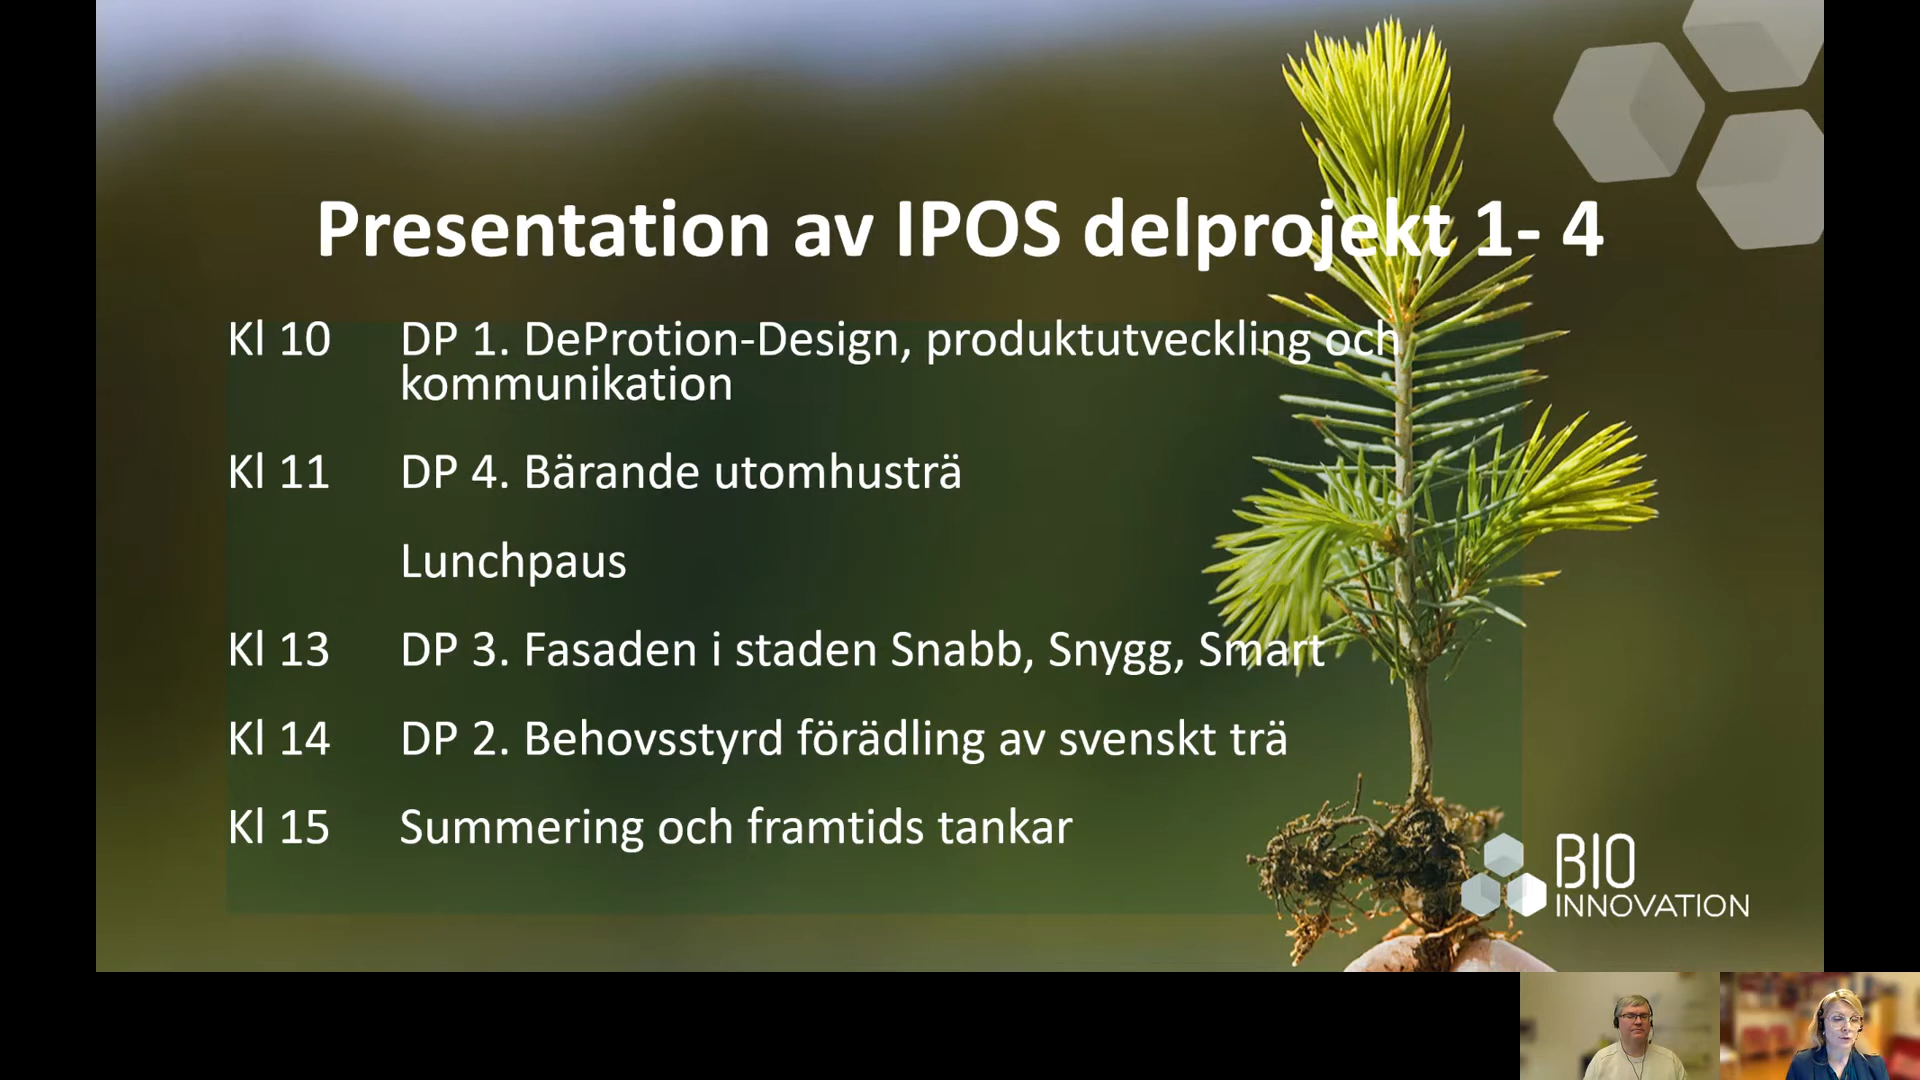 Presentation av IPOS delprojekt 1- 4
Kl 10 DP 1. DeProtion-Design, produktutveckling och
kommunikation
Kl 11 DP 4. Bärande utomhusträ
Lunchpaus
Kl 13 DP 3. Fasaden i staden Snabb, Snygg, Smart
Kl 14 DP 2. Behovsstyrd förädling av svenskt trä
Kl 15 Summering och framtids tankar
BIO
INNOVATION